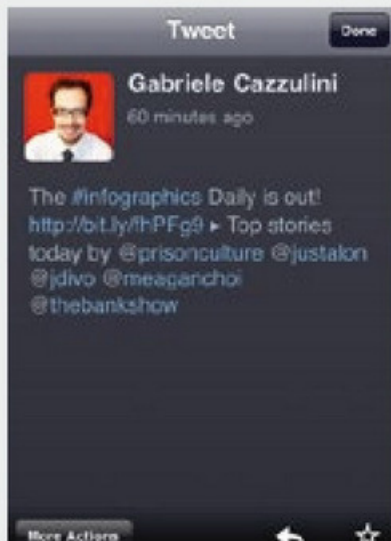 Tweet
Done
Gabriele Cazzulini
60 minutes ago
The #infographics Daily is out!
http://bit.ly/fhPFg9 ▸ Top stories
today by @prisonculture @justalon
@jdivo @meaganchoi
@thebankshow
More Actions